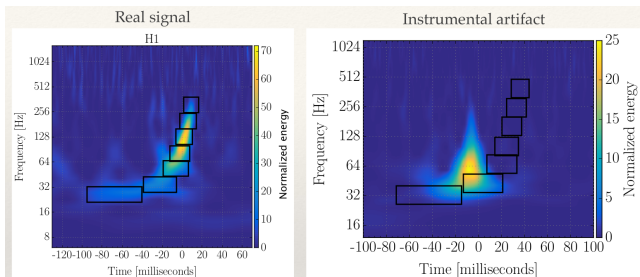 Real signal
H1
Frequency [Hz]
1024
512
256
128
64
32
16
8
-120 -100 -80 -60 -40 -20 0 20 40 60
Time [milliseconds]
70
60
50
40
30
20
10
0
Normalized energy
Instrumental artifact
Frequency [Hz]
1024
512
256
128
64
32
16
-100 -80 -60 -40 -20 0 20 40 60 80 100
Time [milliseconds]
25
20
15
10
5
0
Normalized energy